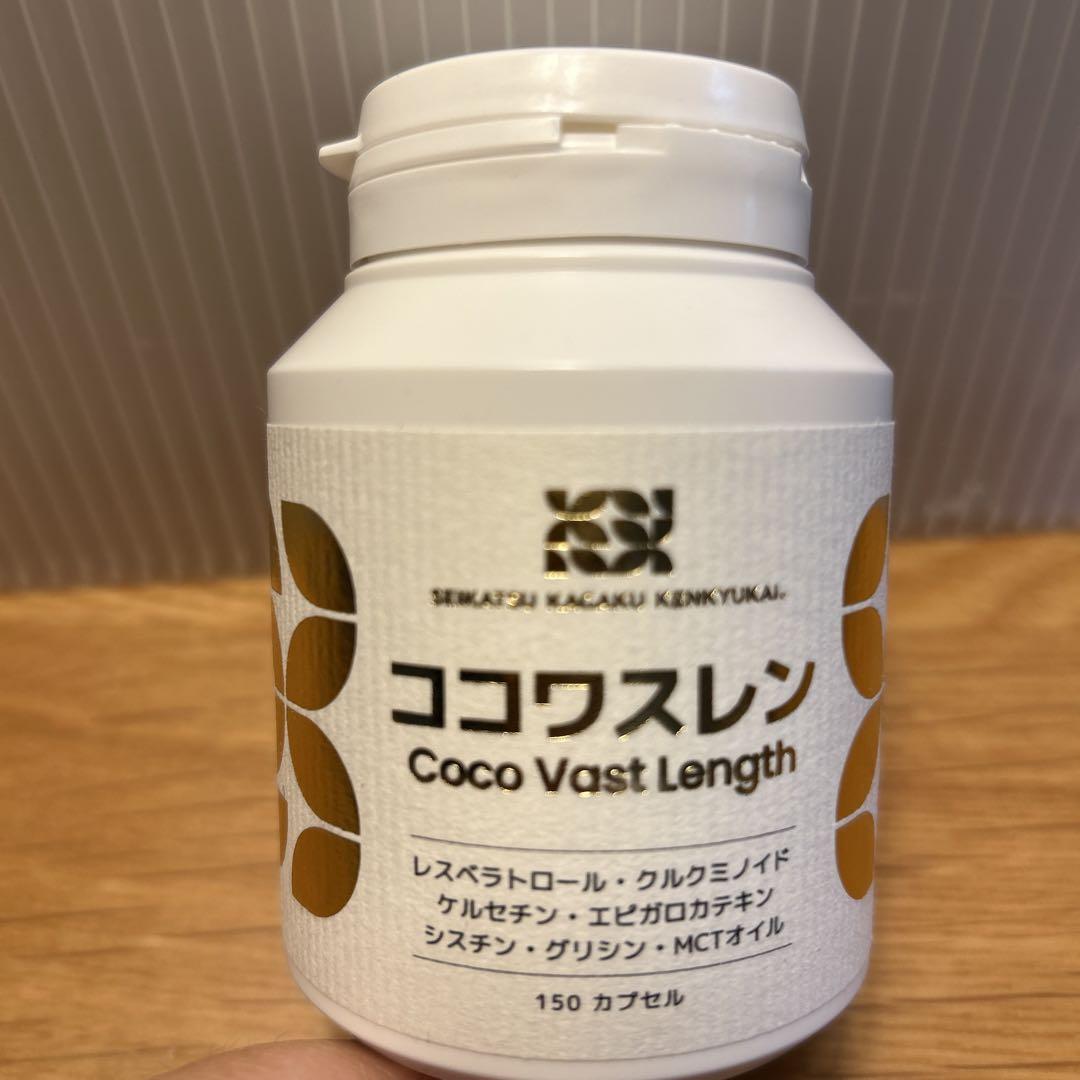 SEIKATSU KAGAKU KENKYUKAI
ココワスレン
Coco Vast Length
レスベラトロール・クルクミノイド
ケルセチン・エピガロカテキン
シスチン・グリシン・MCTオイル
150 カプセル